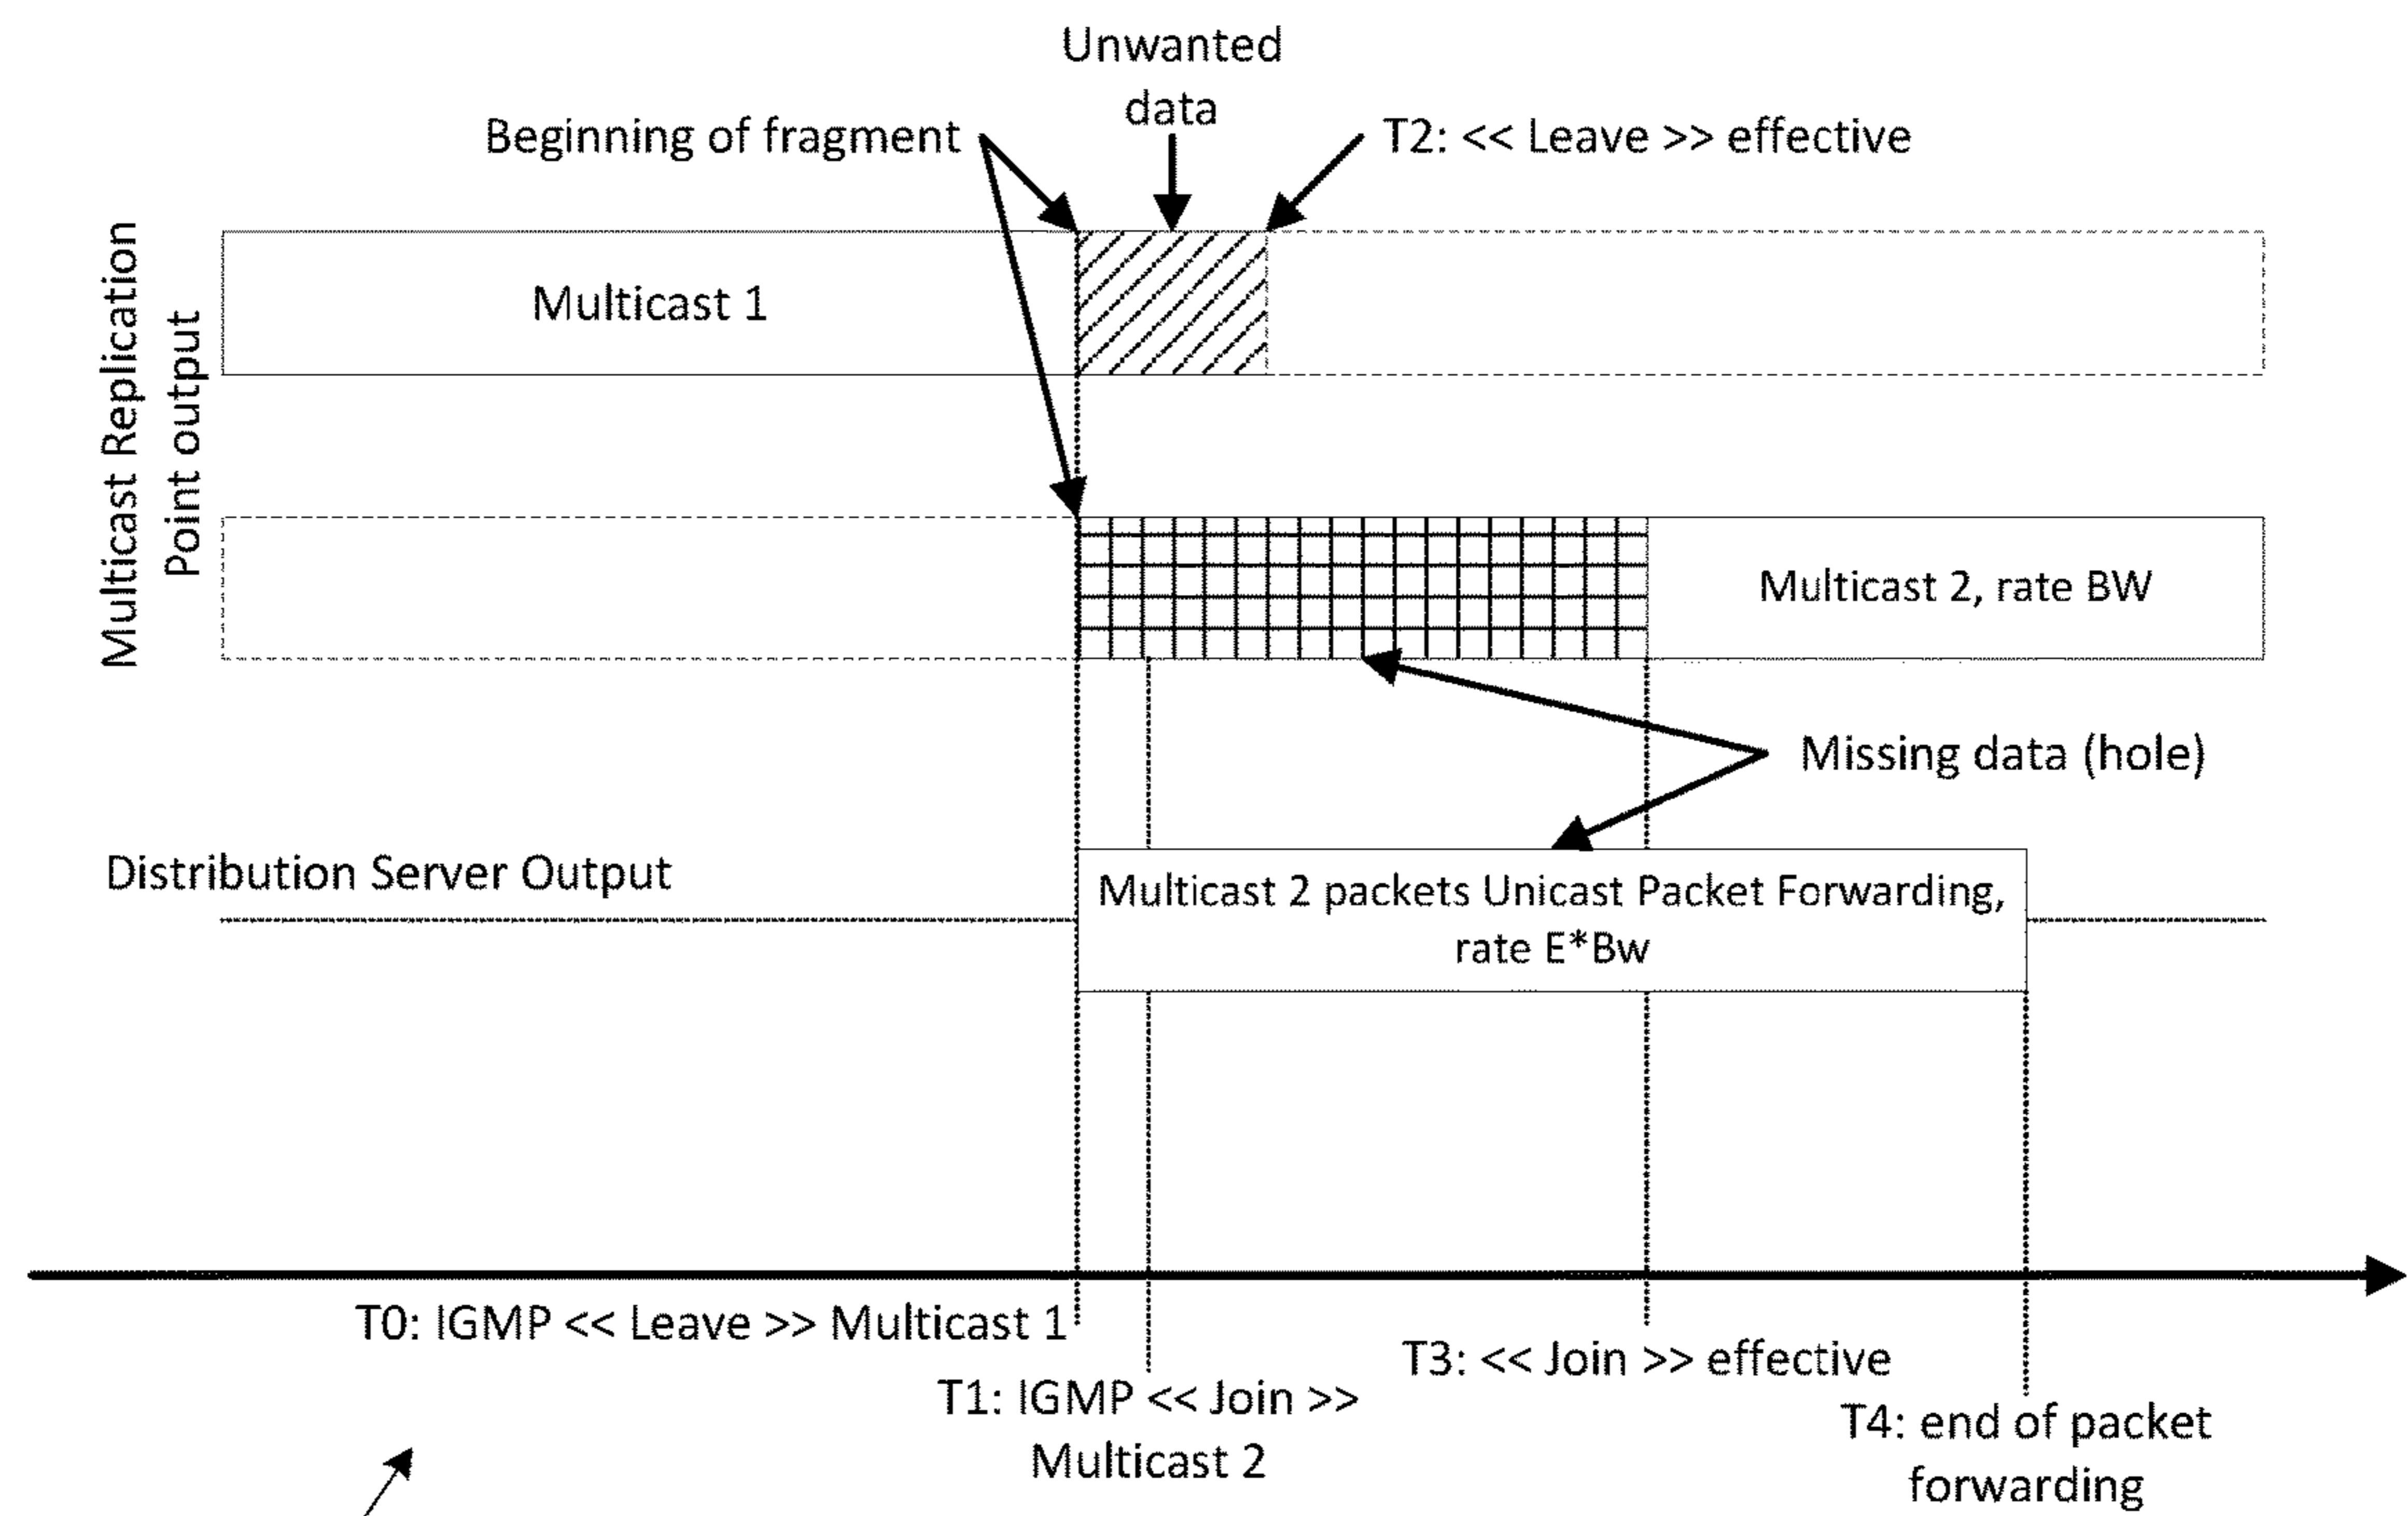 Unwanted
data
Beginning of fragment
T2: << Leave >> effective
Multicast Replication
Point output
Multicast 1
Multicast 2, rate BW
Missing data (hole)
Distribution Server Output
Multicast 2 packets Unicast Packet Forwarding,
rate E*Bw
T0: IGMP << Leave >> Multicast 1
T3: << Join >> effective
T1: IGMP << Join >>
Multicast 2
T4: end of packet
forwarding